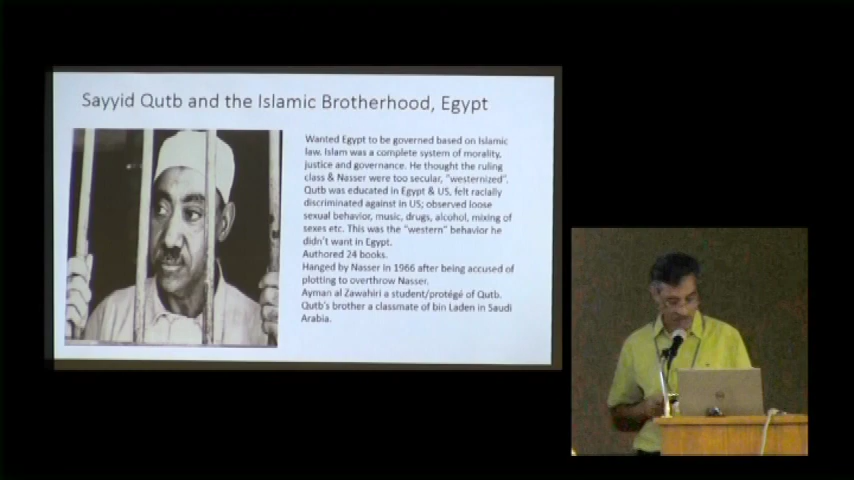 Sayyid Qutb and the Islamic Brotherhood, Egypt
Wanted Egypt to be governed based on Islamic
law. Islam was a complete system of morality,
justice and governance. He thought the ruling
class & Nasser were too secular, "westernized".
Qutb was educated in Egypt & US, felt racially
discriminated against in US; observed loose
sexual behavior, music, drugs, alcohol, mixing of
sexes etc. This was the "western" behavior he
didn't want in Egypt.
Authored 24 books.
Hanged by Nasser in 1966 after being accused of
plotting to overthrow Nasser.
Ayman al Zawahiri a student/protégé of Qutb.
Qutb's brother a classmate of bin Laden in Saudi
Arabia.